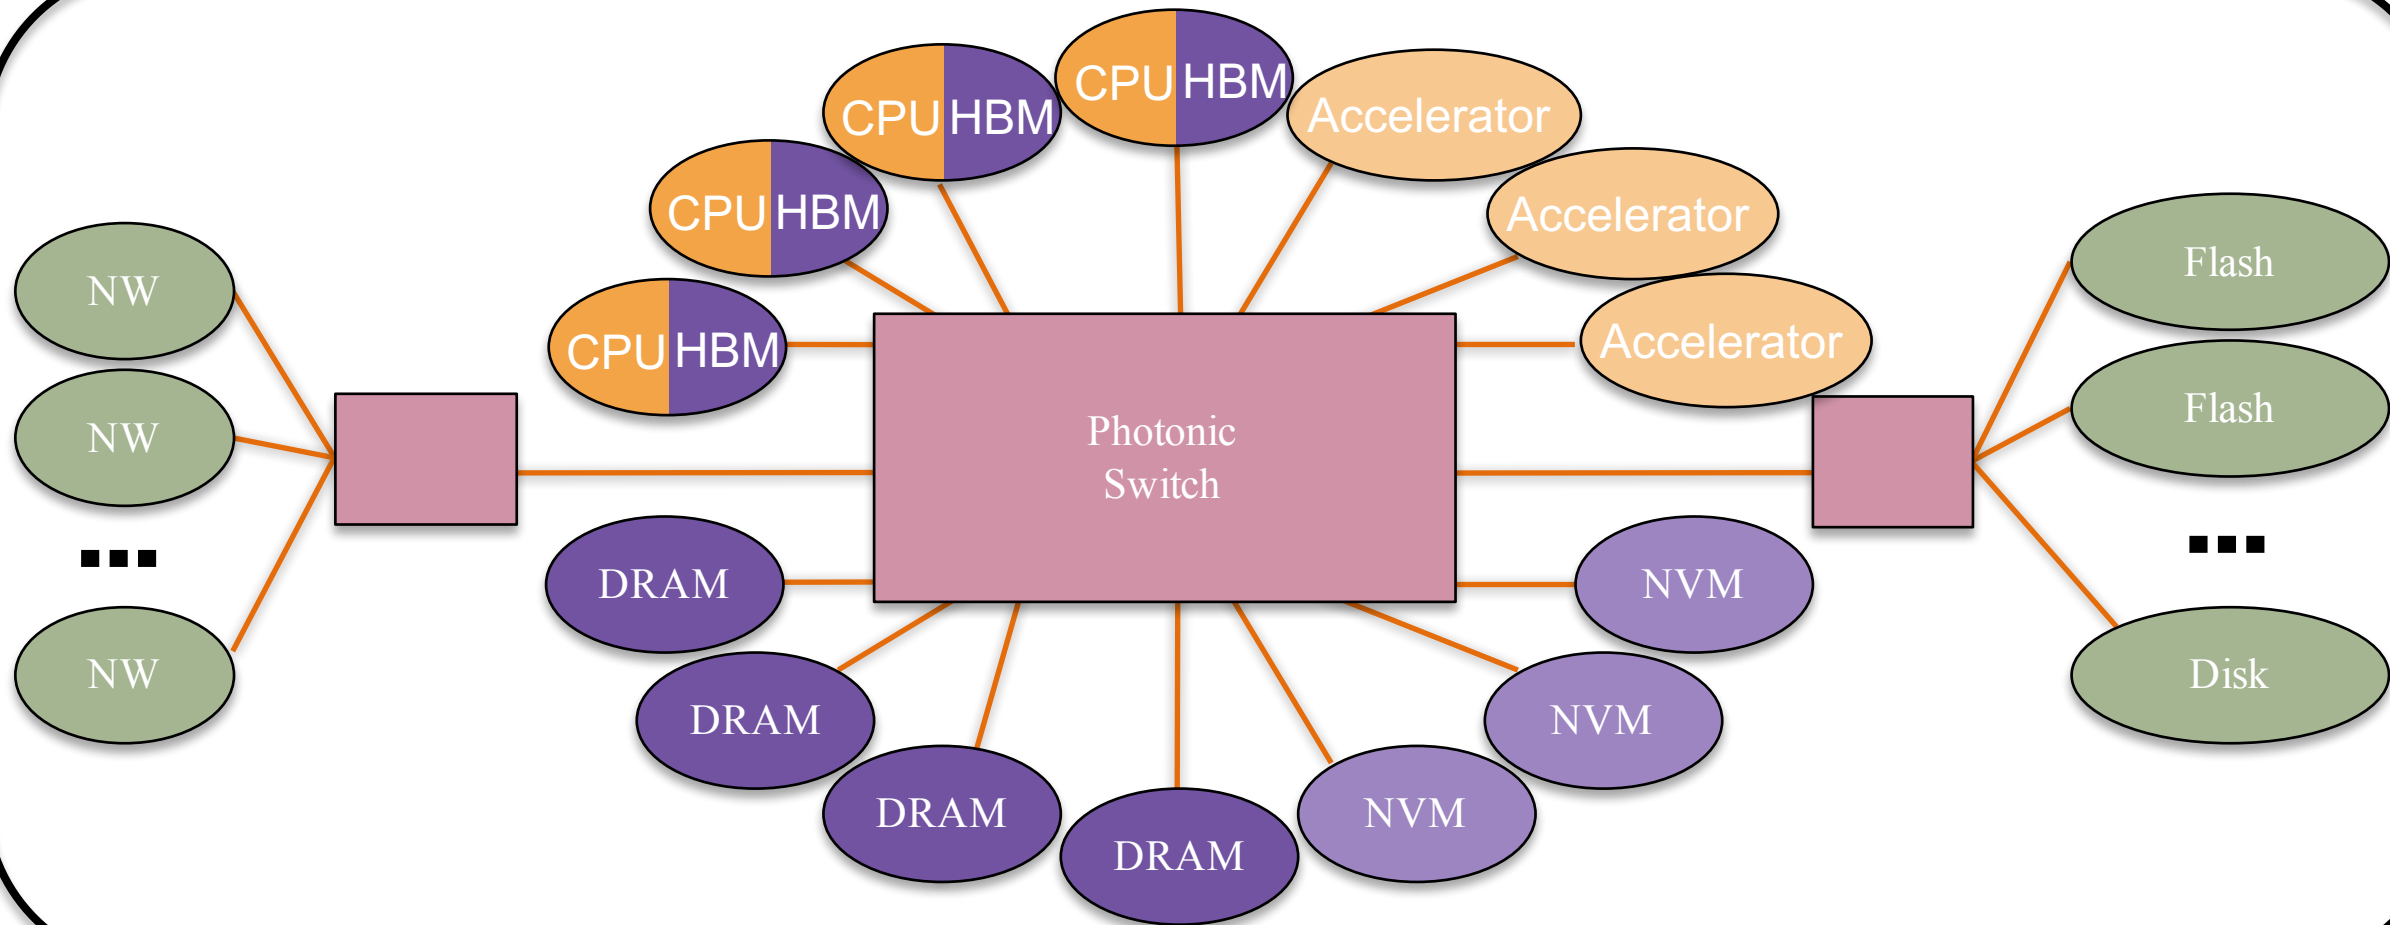 CPU HBM
Accelerator
CPU HBM
CPU HBM
Accelerator
CPU HBM
Accelerator
NW
NW
...
NW
Photonic
Switch
Flash
Flash
...
Disk
DRAM
DRAM
DRAM
DRAM
NVM
NVM
NVM